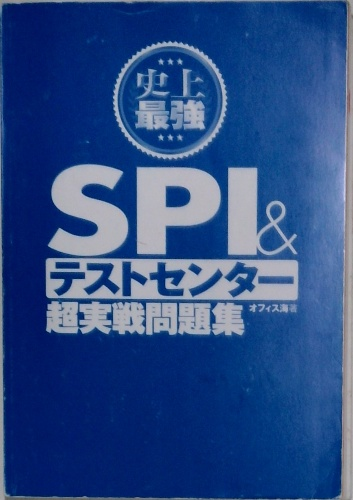 史上
最強
SPI&
テストセンター
超実戦問題集 オフィス海 著